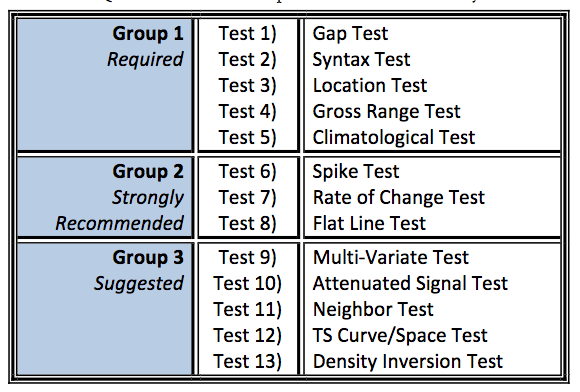 Group 1 Test 1) Gap Test
Required Test 2) Syntax Test
Test 3) Location Test
Test 4) Gross Range Test
Test 5) Climatological Test
Group 2 Test 6) Spike Test
Strongly Test 7) Rate of Change Test
Recommended Test 8) Flat Line Test
Group 3 Test 9) Multi-Variate Test
Suggested Test 10) Attenuated Signal Test
Test 11) Neighbor Test
Test 12) TS Curve/Space Test
Test 13) Density Inversion Test